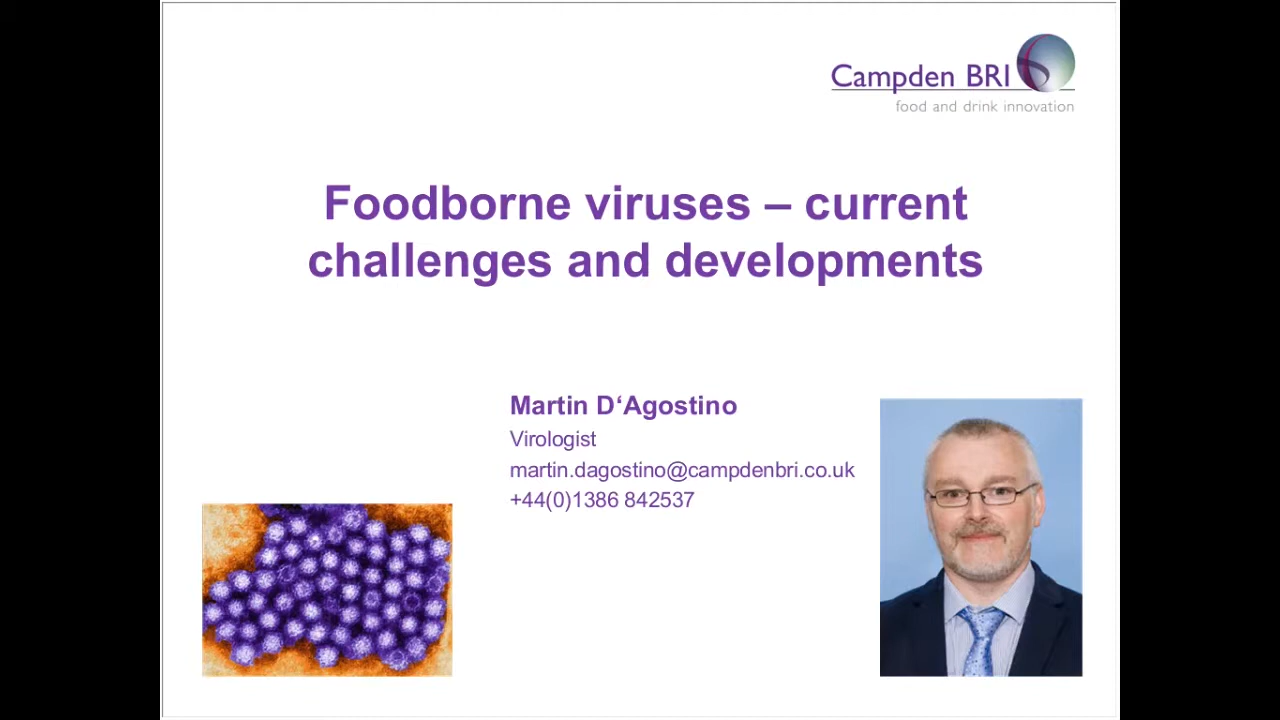 Campden BRI
food and drink innovation
Foodborne viruses – current
challenges and developments
Martin D‘Agostino
Virologist
martin.dagostino@campdenbri.co.uk
+44(0)1386 842537